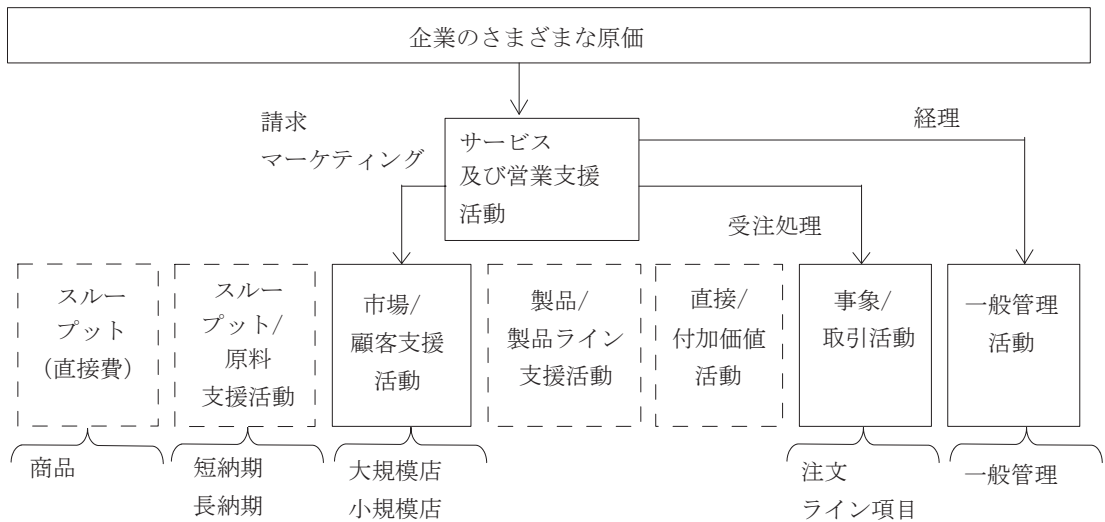 企業のさまざまな原価
請求
マーケティング
サービス
及び営業支援
活動
経理
受注処理
スルー
プット
(直接費)
スルー
プット/
原料
支援活動
市場/
顧客支援
活動
製品/
製品ライン
支援活動
直接/
付加価値
活動
事象/
取引活動
一般管理
活動
商品
短納期
長納期
大規模店
小規模店
注文
ライン項目
一般管理